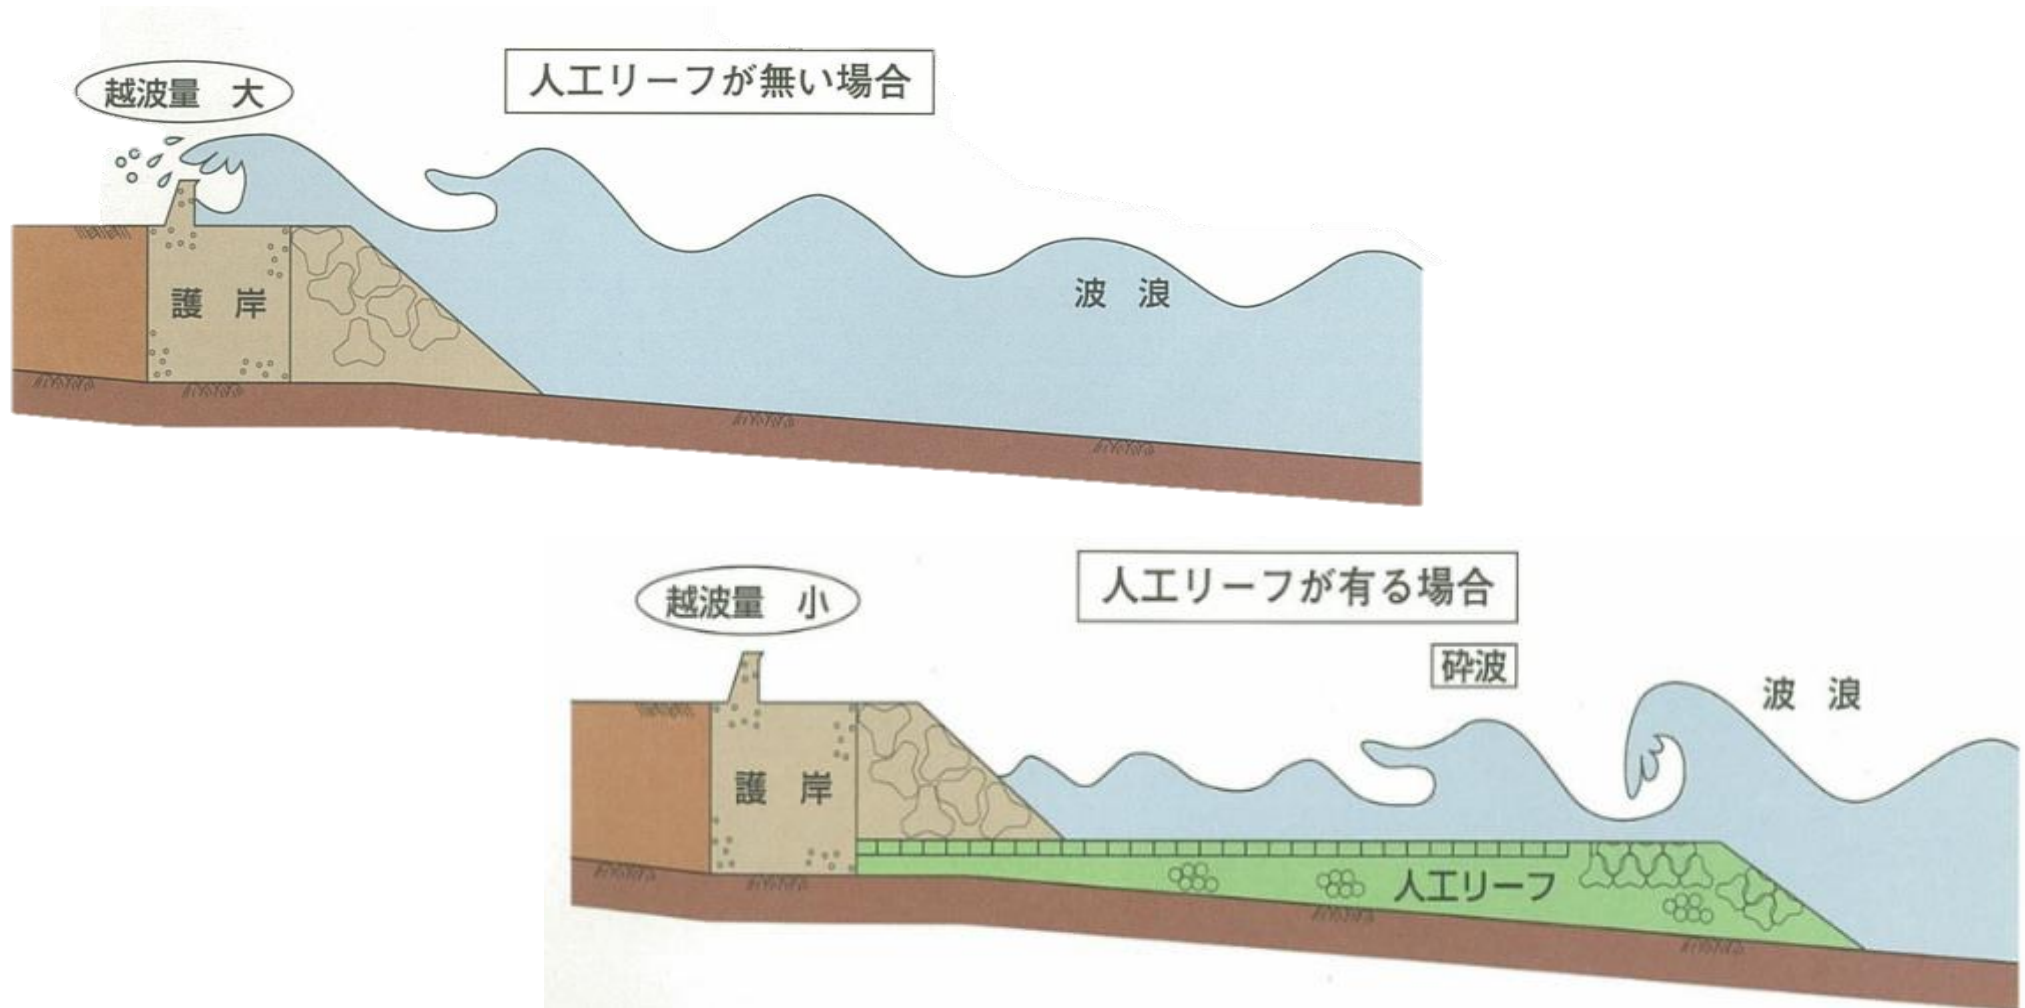 人工リーフが無い場合
越波量 大
護岸
波浪
人工リーフが有る場合
越波量 小
砕波
波浪
護岸
人工リーフ